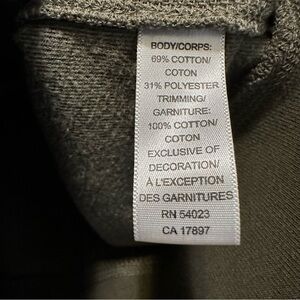 BODY/CORPS:
69% COTTON/
COTON
31% POLYESTER
TRIMMING/
GARNITURE:
100% COTTON/
COTON
EXCLUSIVE OF
DECORATION/
À L'EXCEPTION
DES GARNITURES
RN 54023
CA 17897